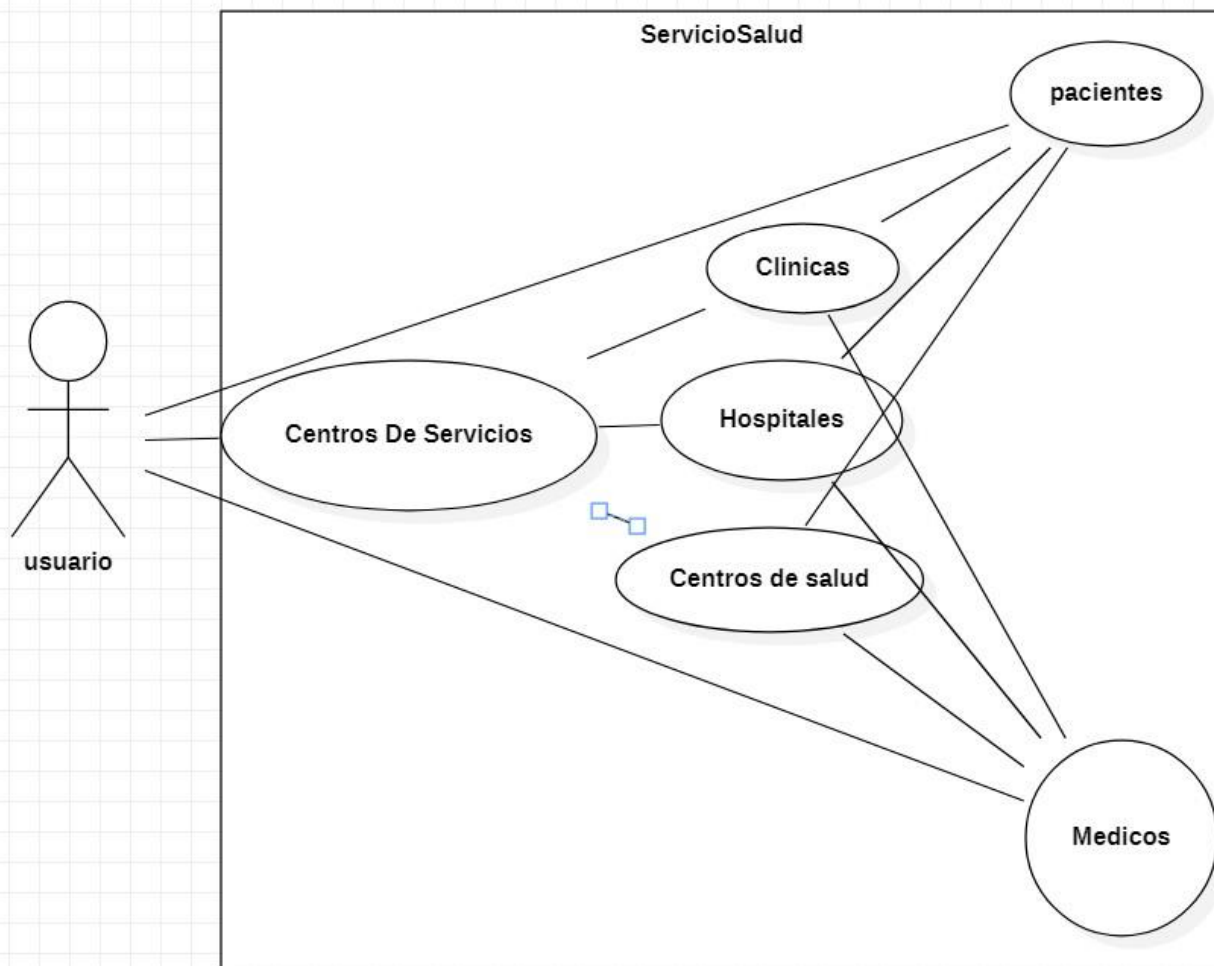 ServicioSalud
pacientes
Clinicas
Centros De Servicios
Hospitales
usuario
Centros de salud
Medicos